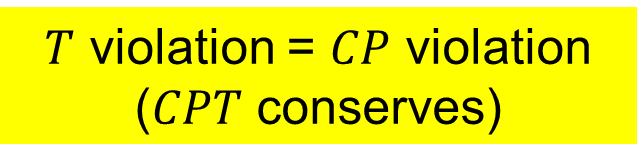 T violation = CP violation
(CPT conserves)